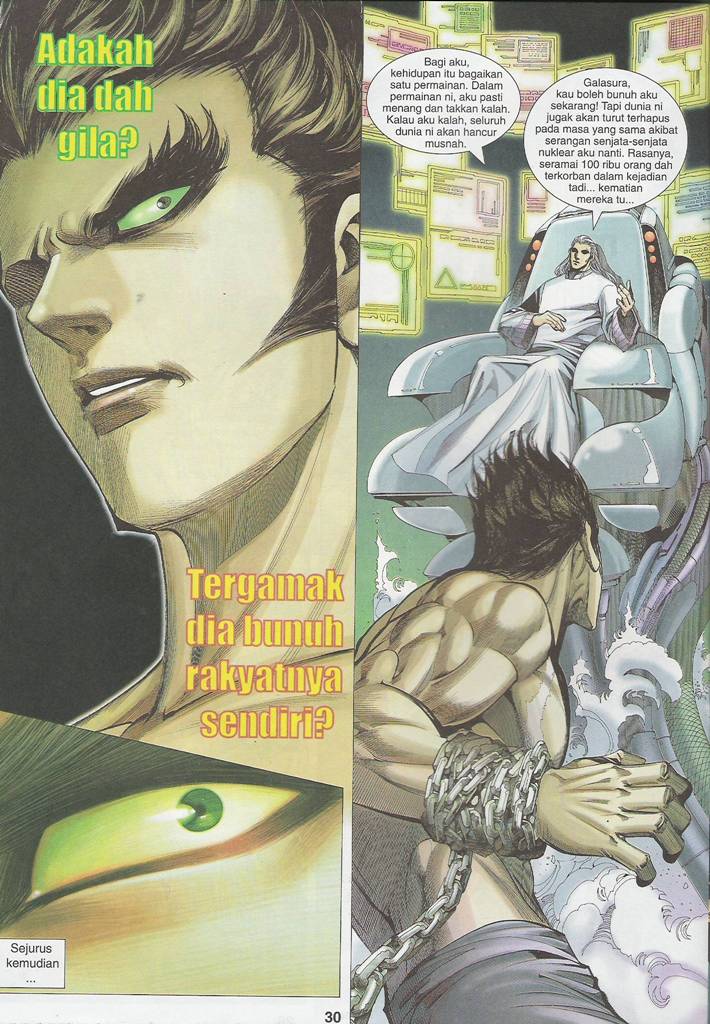 Adakah
dia dah
gila?
Tergamak
dia bunuh
rakyatnya
sendiri?
Sejurus
kemudian
...
30
Bagi aku,
kehidupan itu bagaikan
satu permainan. Dalam
permainan ni, aku pasti
menang dan takkan kalah.
Kalau aku kalah, seluruh
dunia ni akan hancur
musnah.
Galasura,
kau boleh bunuh aku
sekarang! Tapi dunia ni
jugak akan turut terhapus
pada masa yang sama akibat
serangan senjata-senjata
nuklear aku nanti. Rasanya,
seramai 100 ribu orang dah
terkorban dalam kejadian
tadi... kematian
mereka tu...